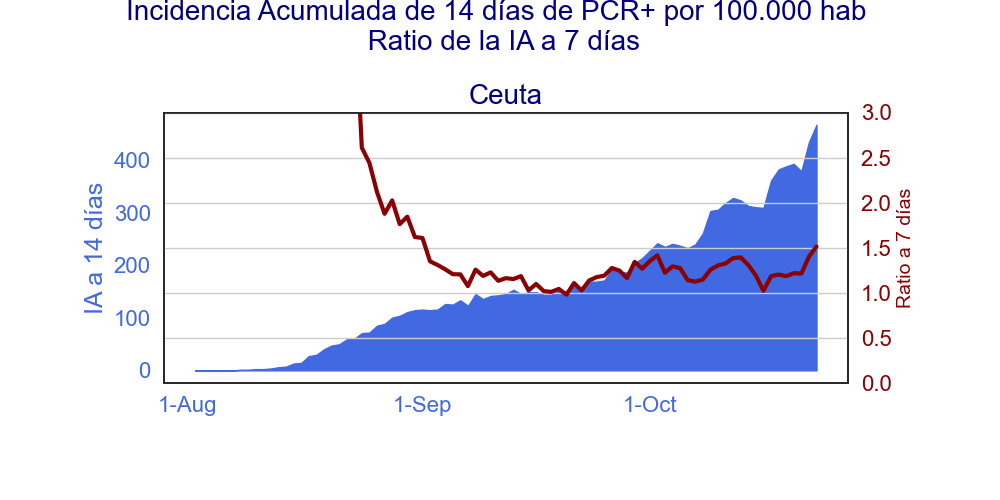 Incidencia Acumulada de 14 días de PCR+ por 100.000 hab
Ratio de la IA a 7 días
Ceuta
IA a 14 días
400
300
200
100
0
3.0
2.5
2.0
1.5
1.0
0.5
0.0
Ratio a 7 días
1-Aug
1-Sep
1-Oct